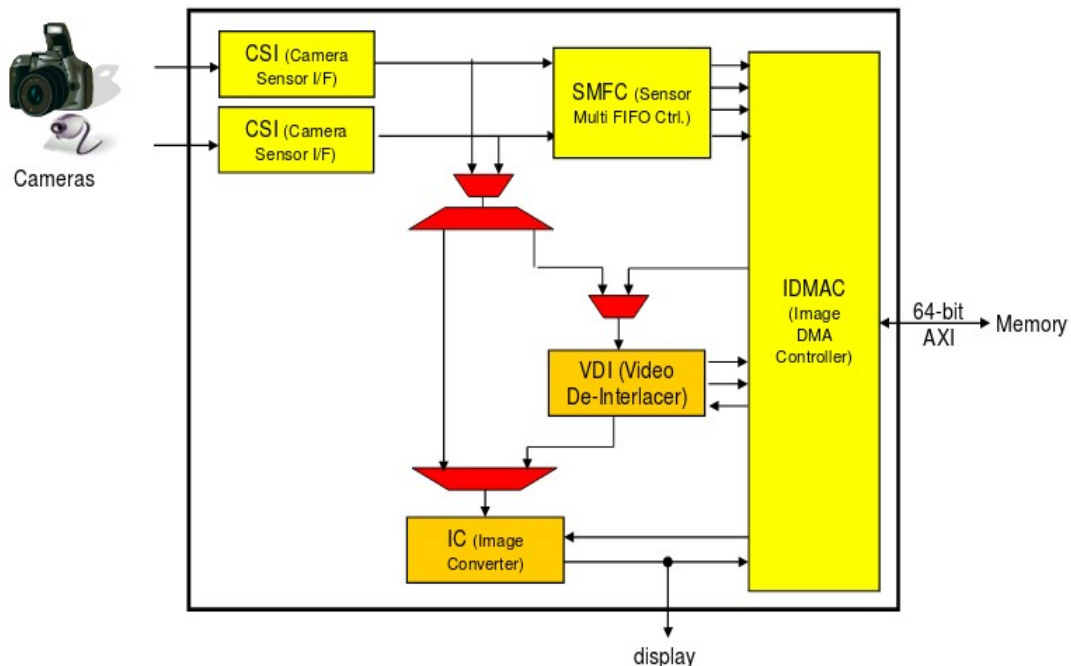 CSI (Camera
Sensor I/F)
CSI (Camera
Sensor I/F)
Cameras
SMFC (Sensor
Multi FIFO Ctrl.)
IDMAC
(Image
DMA
Controller)
64-bit
AXI
Memory
VDI (Video
De-Interlacer)
IC (Image
Converter)
display